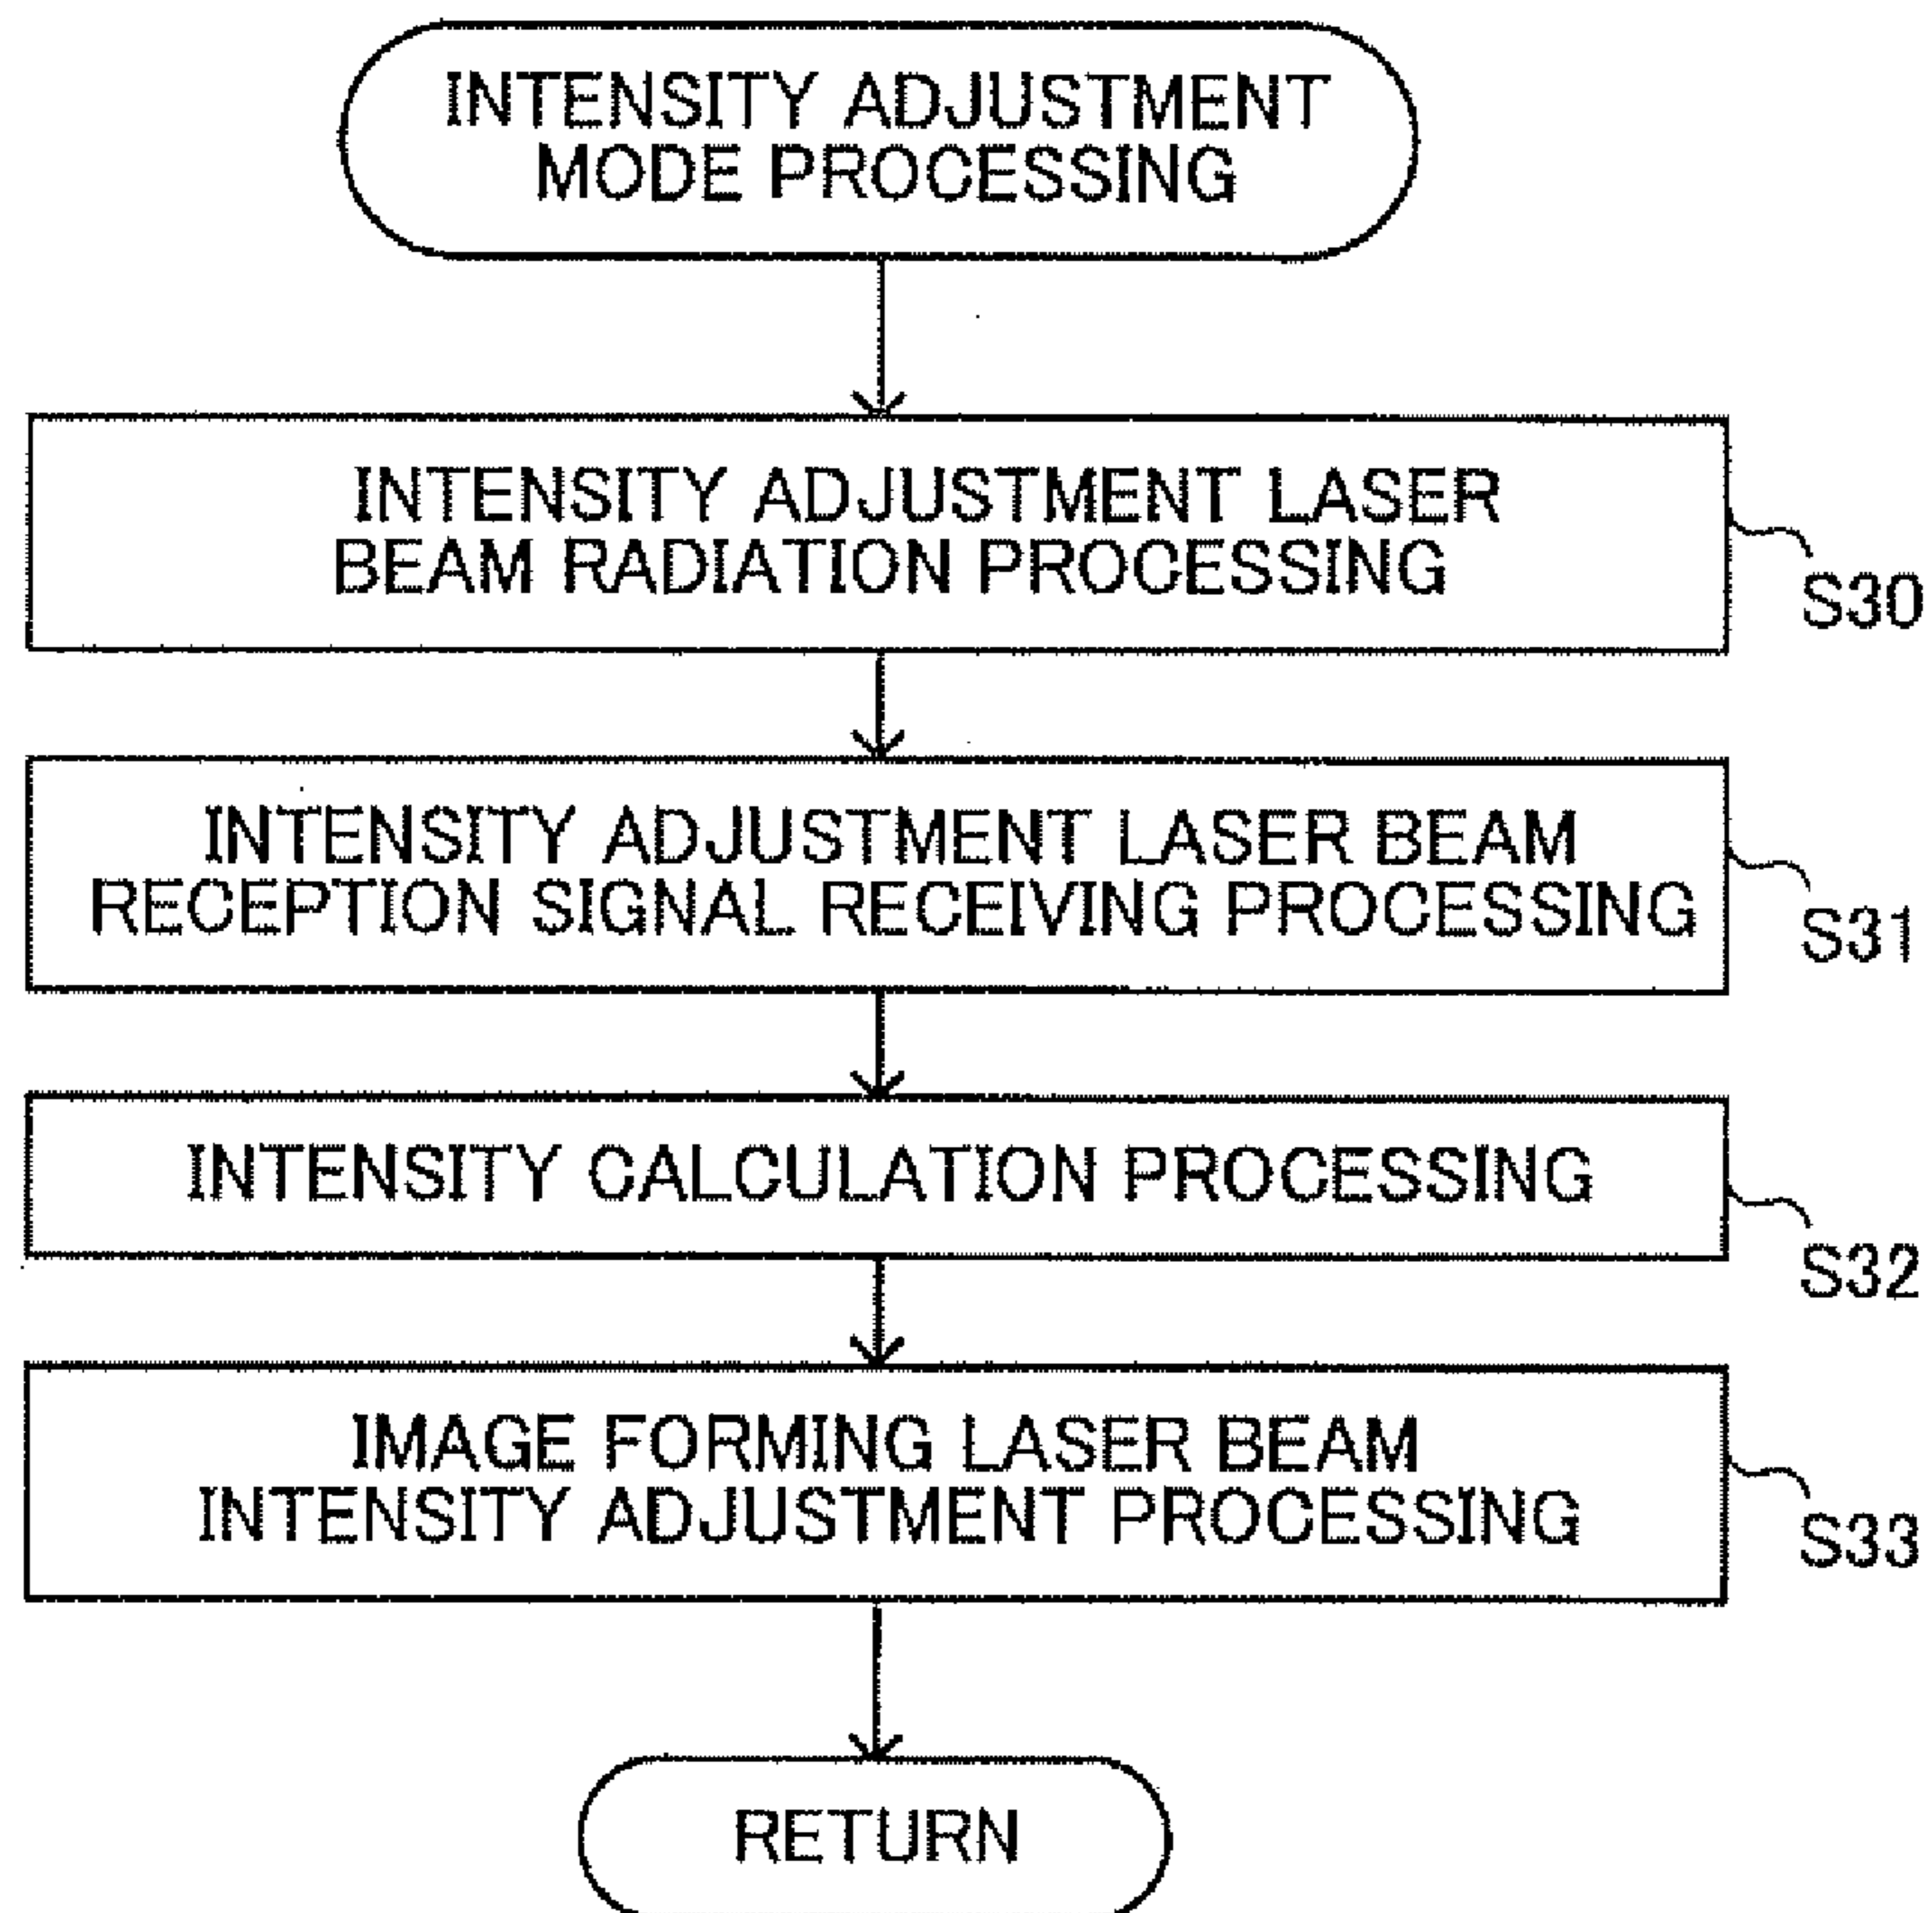 INTENSITY ADJUSTMENT
MODE PROCESSING
INTENSITY ADJUSTMENT LASER
BEAM RADIATION PROCESSING
S30
INTENSITY ADJUSTMENT LASER BEAM
RECEPTION SIGNAL RECEIVING PROCESSING
S31
INTENSITY CALCULATION PROCESSING
S32
IMAGE FORMING LASER BEAM
INTENSITY ADJUSTMENT PROCESSING
S33
RETURN